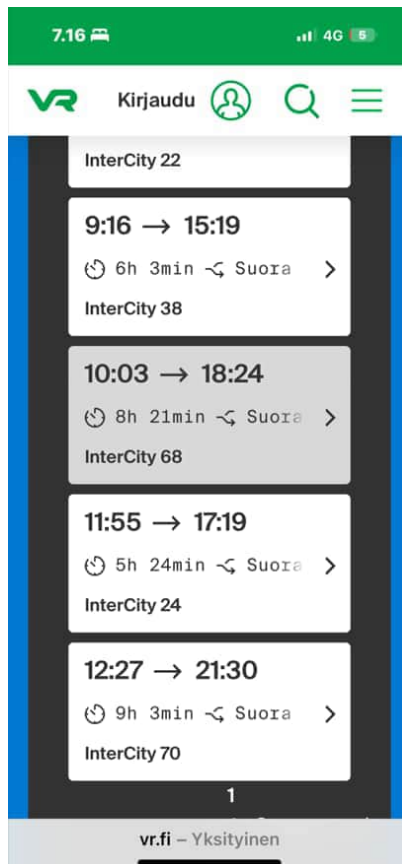 7.16 4G 5
VR Kirjaudu
InterCity 22
9:16 → 15:19
6h 3min Suora
InterCity 38
10:03 → 18:24
8h 21min Suora
InterCity 68
11:55 → 17:19
5h 24min Suora
InterCity 24
12:27 → 21:30
9h 3min Suora
InterCity 70
1
vr.fi – Yksityinen